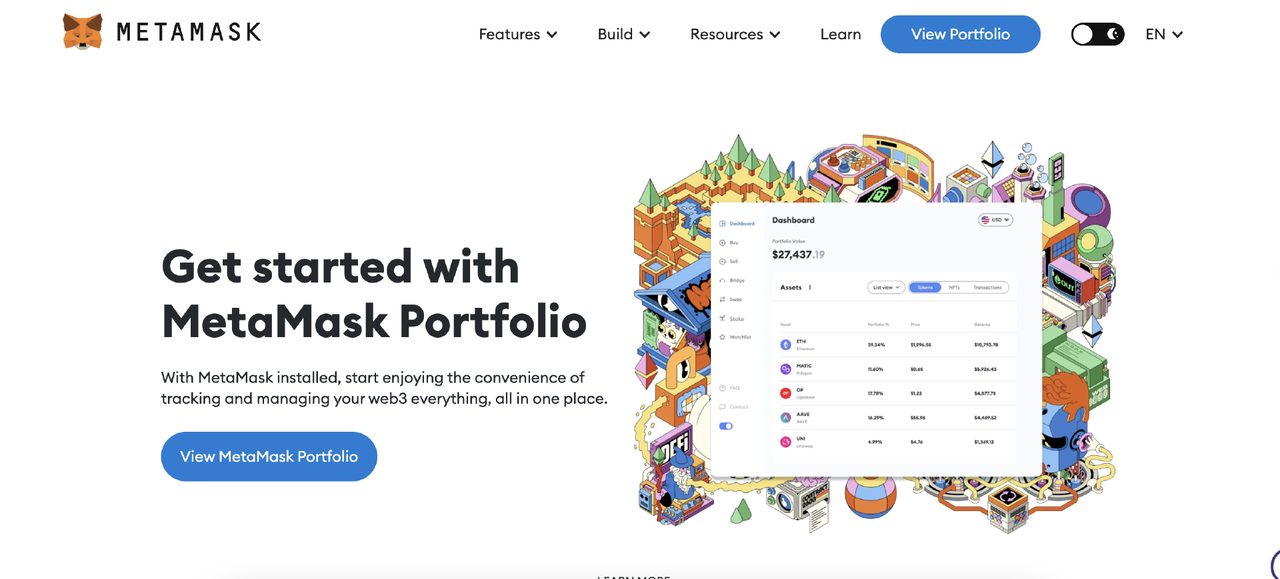 METAMASK
Features
Build
Resources
Learn
View Portfolio
EN
Get started with
MetaMask Portfolio
With MetaMask installed, start enjoying the convenience of
tracking and managing your web3 everything, all in one place.
View MetaMask Portfolio
Dashboard
Buy
Sell
Bridge
Swap
Stake
Watchlist
FAQ
Contact
Dashboard
USD
Portfolio Value
$27,437.19
Assets
List view
Tokens
NFTs
Transactions
Asset
Portfolio %
Price
Balance
ETH
Ethereum
39.34%
$1,996.55
$10,793.78
MATIC
Polygon
11.60%
$0.65
OP
Optimism
17.78%
$1.22
$4,877.75
AAVE
AAVE
16.29%
$55.98
$4,469.52
UNI
Uniswap
4.99%
$4.76
$1,369.12
LEARN MORE